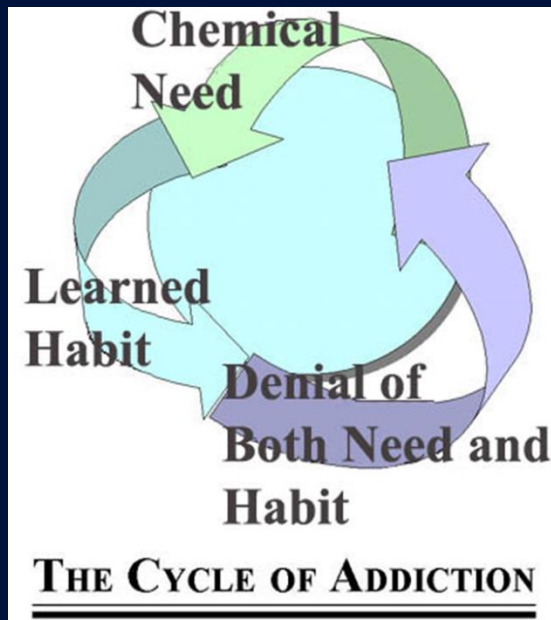 Chemical
Need
Learned
Habit
Denial of
Both Need and
Habit
THE CYCLE OF ADDICTION